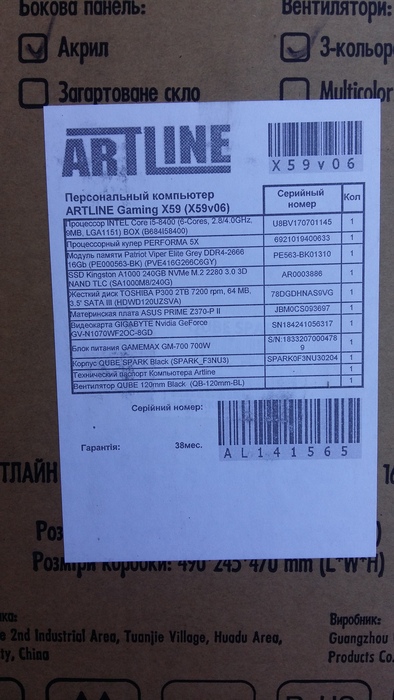 Бокова панель:
Вентилятори:
Акрил
3-кольор
Загартоване скло
Multicolor
ARTLINE
X59v06
Персональный компьютер
ARTLINE Gaming X59 (X59v06)
Серийный номер
Кол
Процессор INTEL Core i5-8400 (6-Cores, 2.8/4.0GHz,
9MB, LGA1151) BOX (B684I58400)
U8BV170701145
1
Процессорный кулер PERFORMA 5X
6921019400633
1
Модуль памяти Patriot Viper Elite Grey DDR4-2666
16Gb (PE000563-BK) (PVE416G266C6GY)
PE563-BK01310
1
SSD Kingston A1000 240GB NVMe M.2 2280 3.0 3D
NAND TLC (SA1000M8/240G)
AR0003886
1
Жесткий диск TOSHIBA P300 2TB 7200 rpm, 64 MB,
3.5' SATA III (HDWD120UZSVA)
78DGDHNAS9VG
1
Материнская плата ASUS PRIME Z370-P II
JBM0CS093697
1
Видеокарта GIGABYTE Nvidia GeForce
GV-N1070WF2OC-8GD
SN184241056317
1
Блок питания GAMEMAX GM-700 700W
S/N:1833207000478
9
1
Корпус QUBE SPARK Black (SPARK_F3NU3)
SPARK0F3NU30204
1
Технический паспорт Компьютера Artline
1
Вентилятор QUBE 120mm Black (QB-120mm-BL)
1
Серійний номер:
AL141565
Гарантія:
38мес.
ТЛАЙН
Роз
)
Розміри коробки: 490*245*470 mm (L*W*H)
Виробник:
e 2nd Industrial Area, Tuanjie Village, Huadu Area,
Guangzhou
ty, China
Products Co.